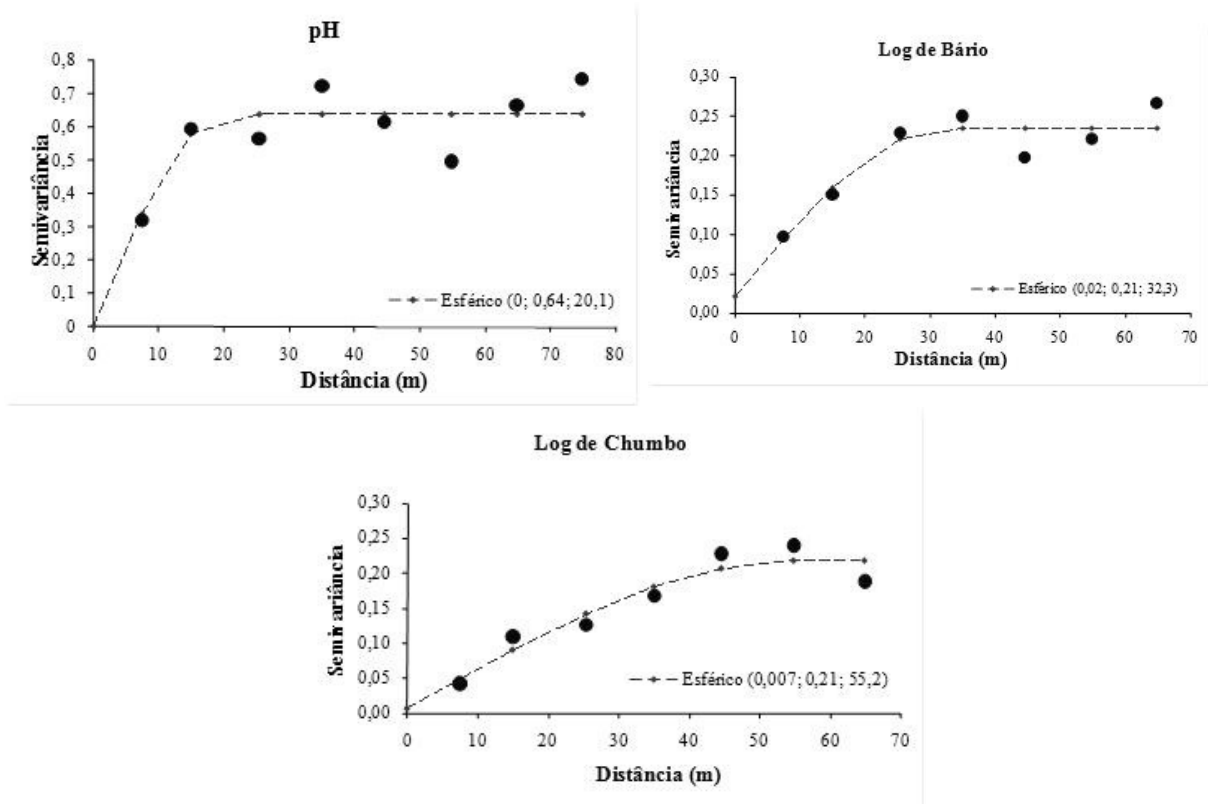 pH
Semivariância
0,8
0,7
0,6
0,5
0,4
0,3
0,2
0,1
0
Esférico (0; 0,64; 20,1)
0 10 20 30 40 50 60 70 80
Distância (m)
Log de Bário
Semivariância
0,30
0,25
0,20
0,15
0,10
0,05
0,00
Esférico (0,02; 0,21; 32,3)
0 10 20 30 40 50 60 70
Distância (m)
Log de Chumbo
Semivariância
0,30
0,25
0,20
0,15
0,10
0,05
0,00
Esférico (0,007; 0,21; 55,2)
0 10 20 30 40 50 60 70
Distância (m)